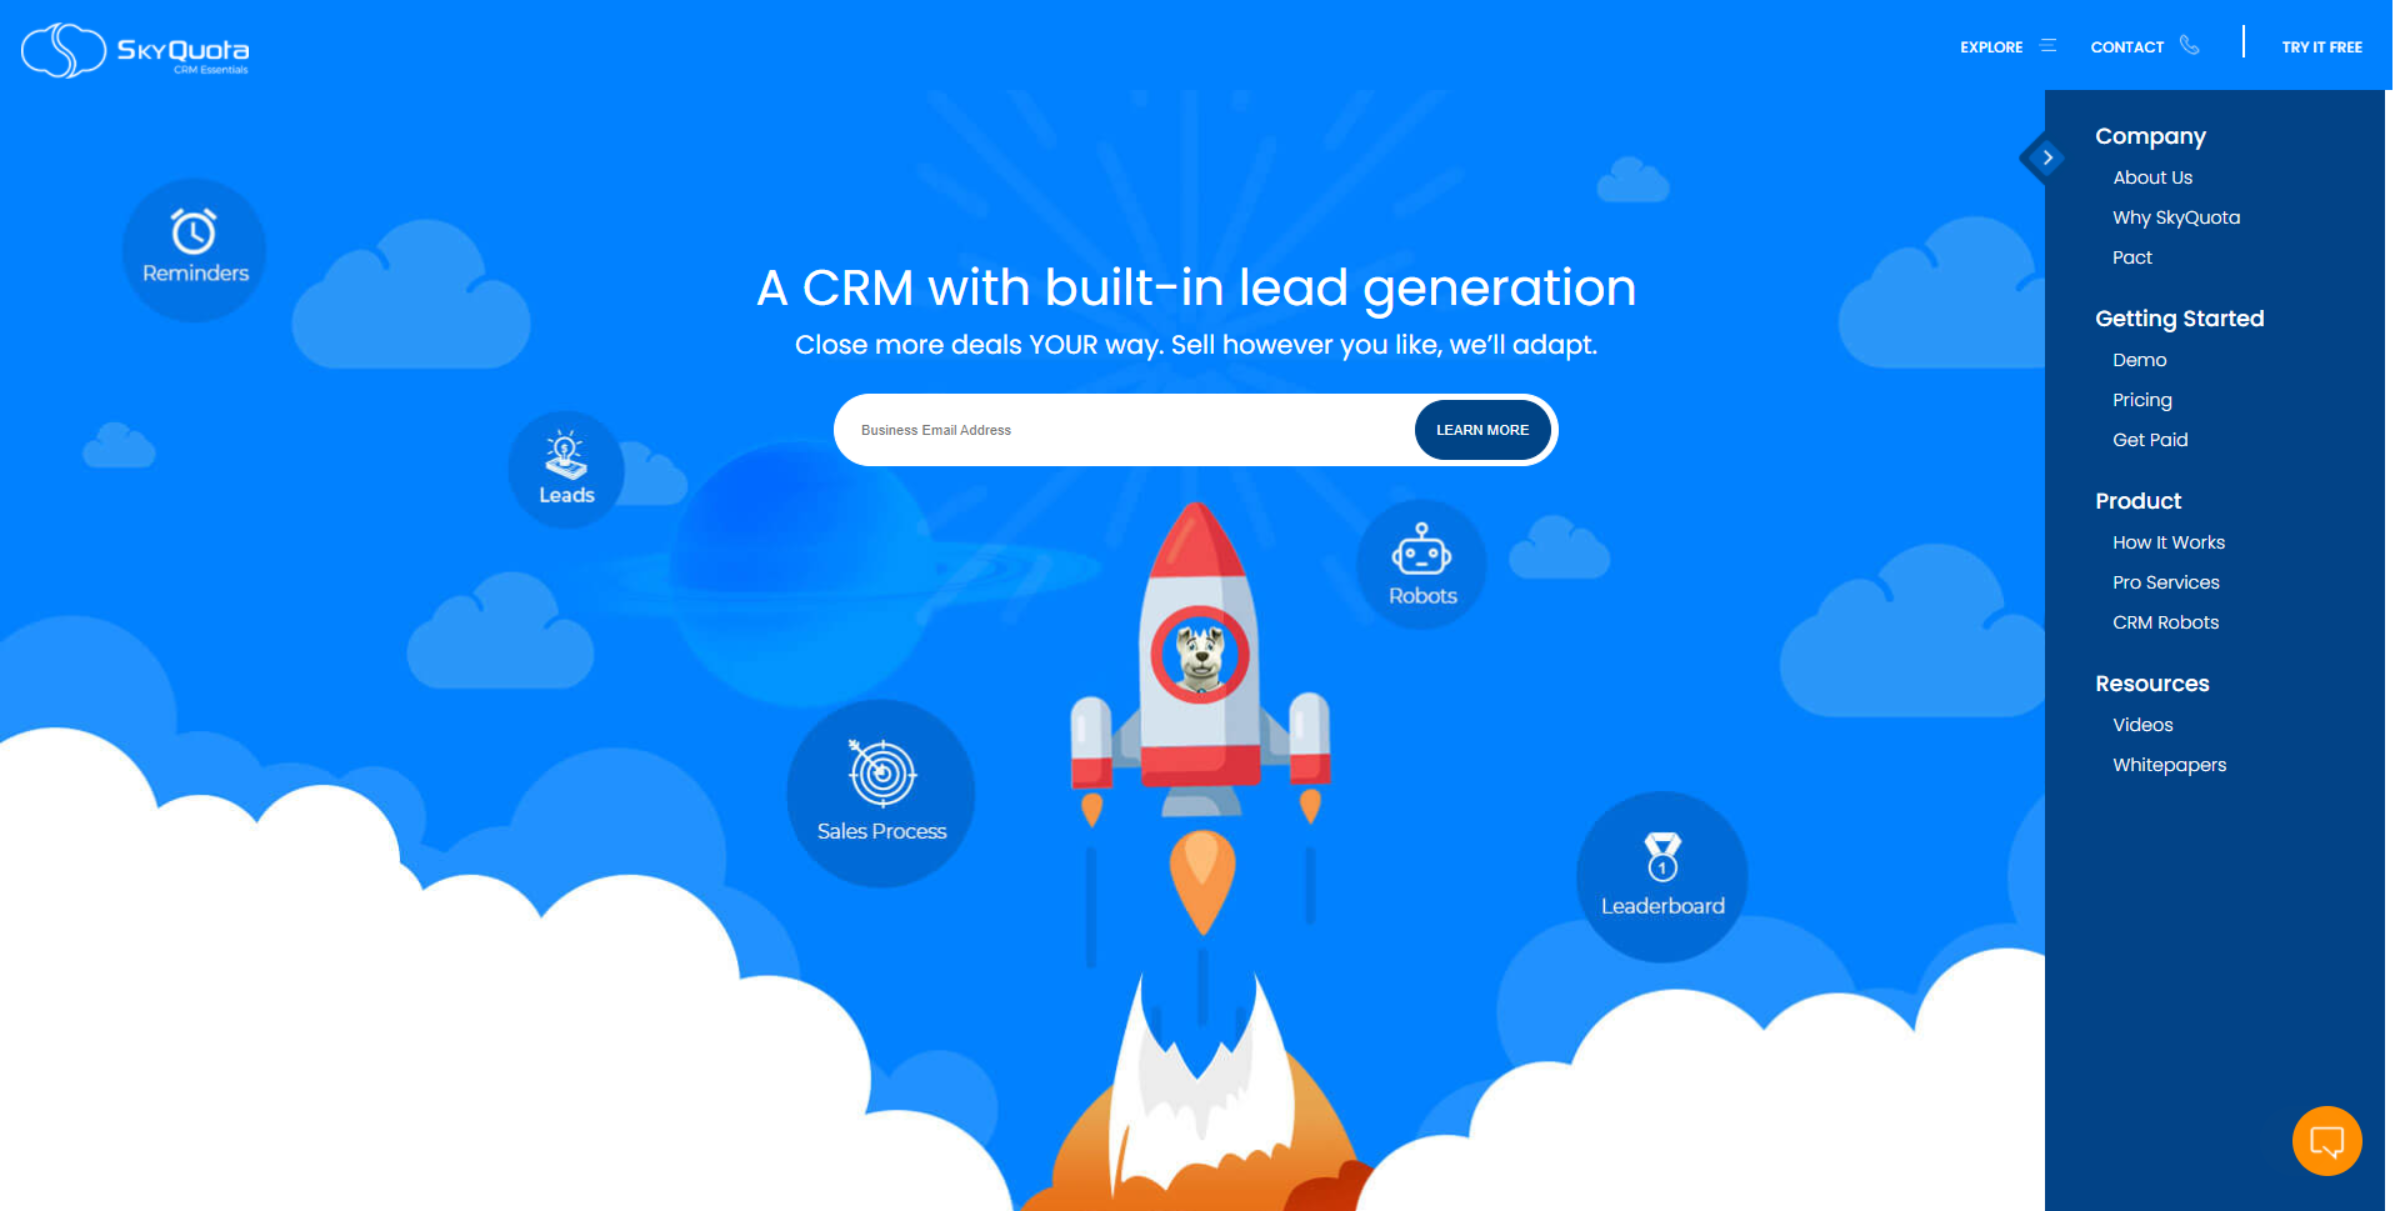 SKYQuota
CRM Essentials
EXPLORE
CONTACT
TRY IT FREE
Reminders
A CRM with built-in lead generation
Close more deals YOUR way. Sell however you like, we'll adapt.
Business Email Address
LEARN MORE
Leads
Robots
Sales Process
1
Leaderboard
Company
About Us
Why SkyQuota
Pact
Getting Started
Demo
Pricing
Get Paid
Product
How It Works
Pro Services
CRM Robots
Resources
Videos
Whitepapers